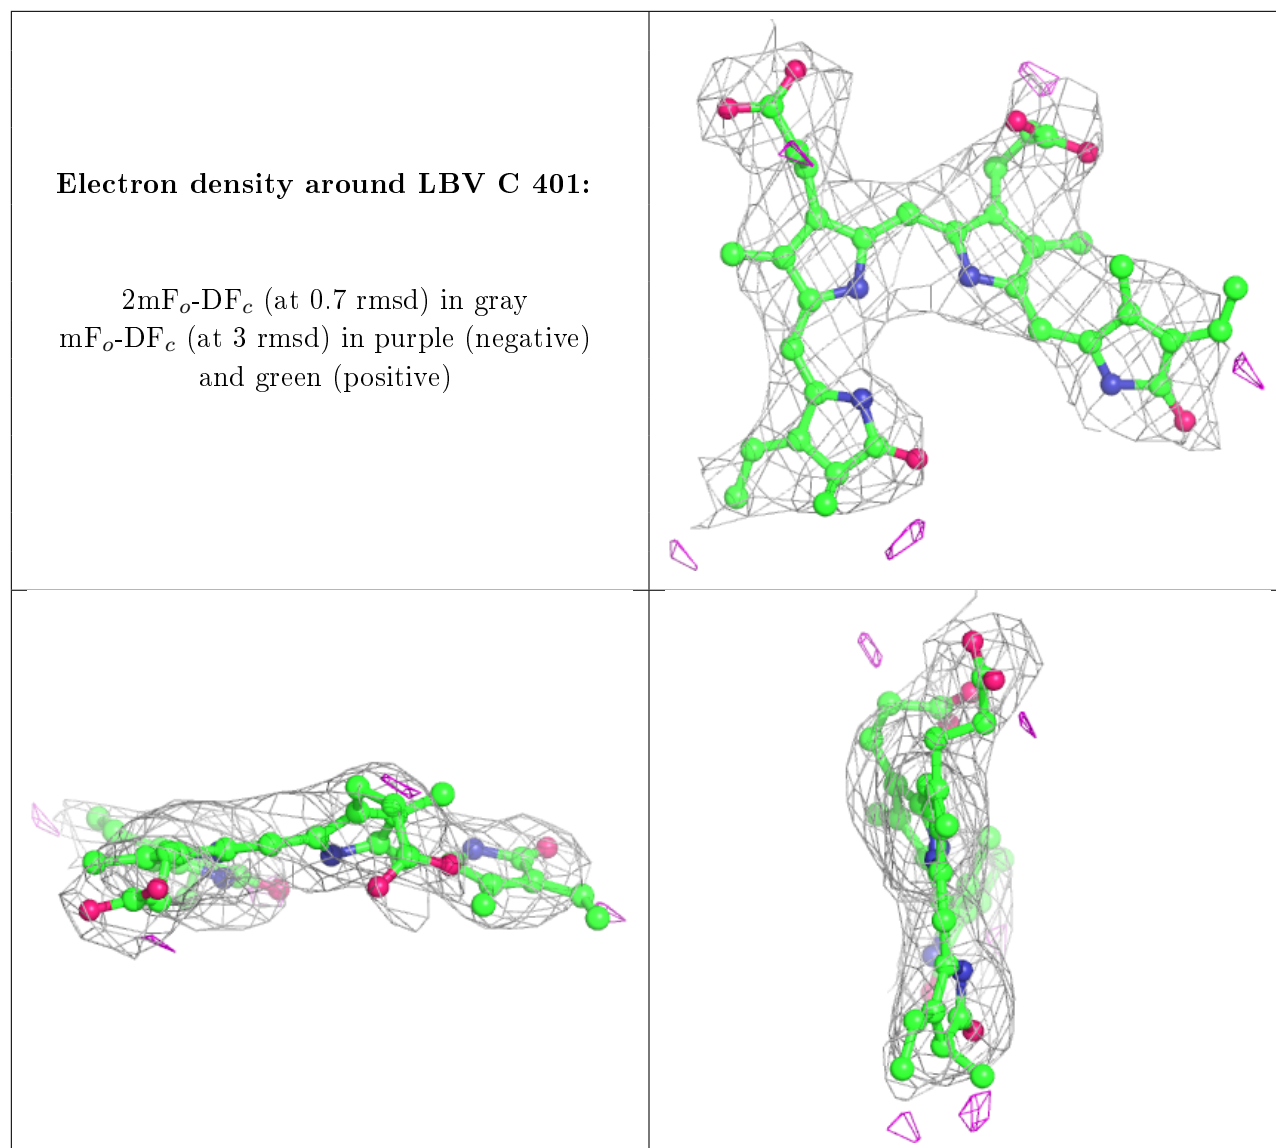 Electron density around LBV C 401:
2mFo-DFc (at 0.7 rmsd) in gray
mFo-DFc (at 3 rmsd) in purple (negative)
and green (positive)